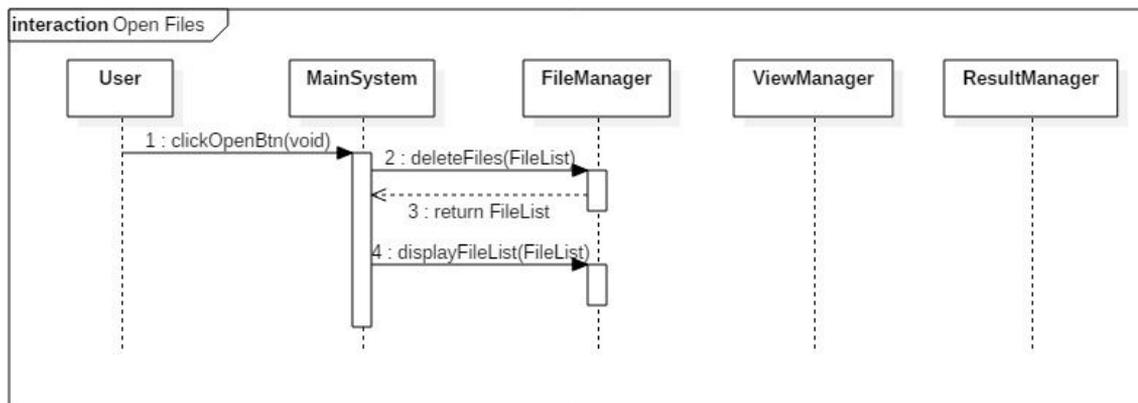 interaction Open Files
User
MainSystem
FileManager
ViewManager
ResultManager
1 : clickOpenBtn(void)
2 : deleteFiles(FileList)
3 : return FileList
4 : displayFileList(FileList)